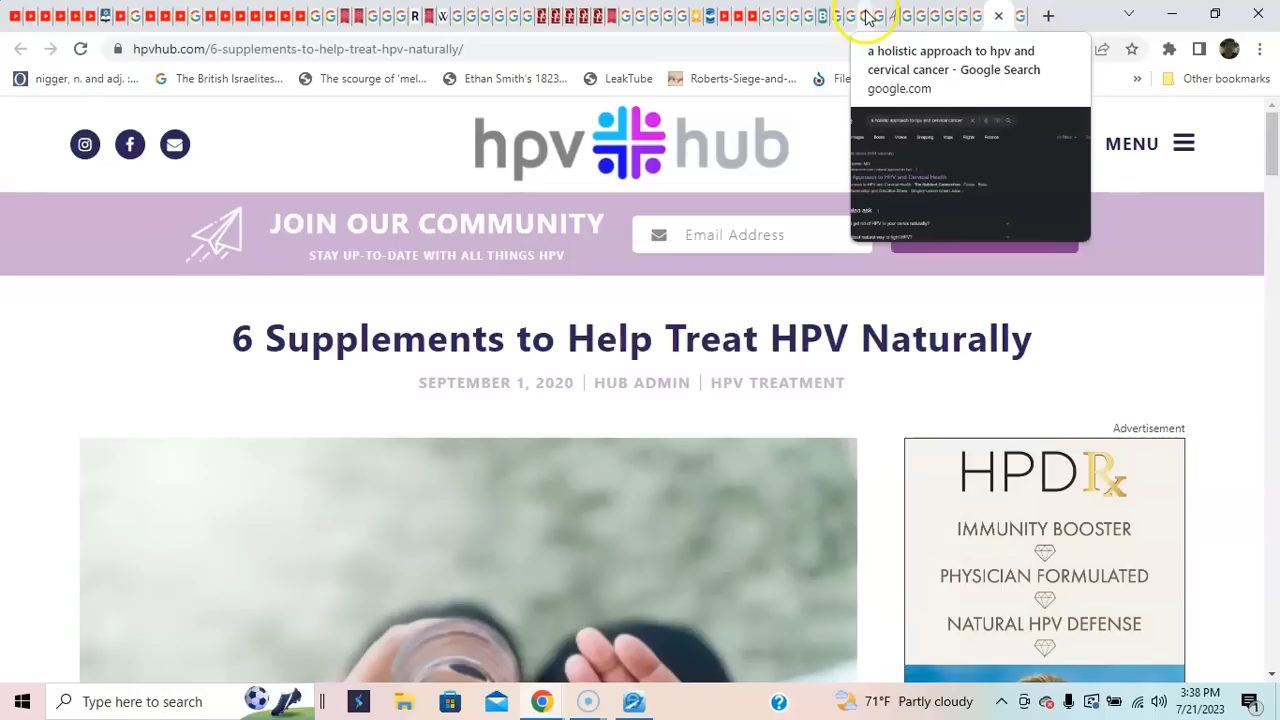 hpvhub.com/6-supplements-to-help-treat-hpv-naturally/
a holistic approach to hpv and
cervical cancer - Google Search
google.com
nigger, n. and adj. :...
The British Israelites...
The scourge of 'mel...
Ethan Smith's 1823...
LeakTube
Roberts-Siege-and-...
File
»
Other bookmarks
hpv hub
MENU
JOIN OUR COMMUNITY
STAY UP-TO-DATE WITH ALL THINGS HPV
Email Address
6 Supplements to Help Treat HPV Naturally
SEPTEMBER 1, 2020 | HUB ADMIN | HPV TREATMENT
Advertisement
HPDRx
IMMUNITY BOOSTER
PHYSICIAN FORMULATED
NATURAL HPV DEFENSE
Type here to search
71°F Partly cloudy
3:38 PM
7/21/2023